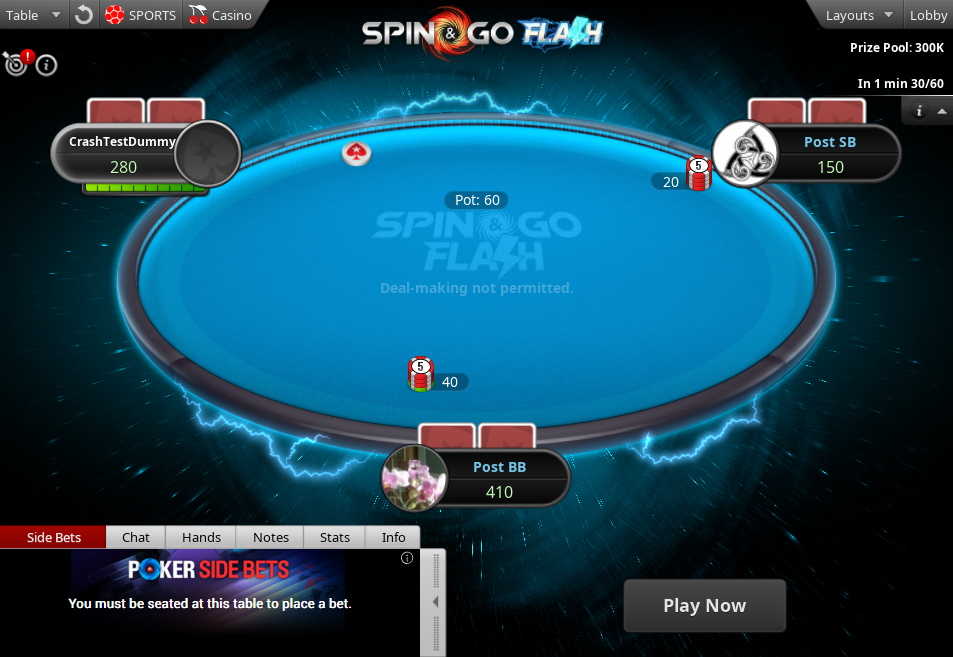 Table
SPORTS
Casino
SPIN & GO FLASH
Layouts
Lobby
Prize Pool: 300K
In 1 min 30/60
CrashTestDummy
280
Post SB
150
5
20
Pot: 60
SPIN & GO
FLASH
Deal-making not permitted.
5
40
Post BB
410
Side Bets
Chat
Hands
Notes
Stats
Info
POKER SIDE BETS
You must be seated at this table to place a bet.
Play Now